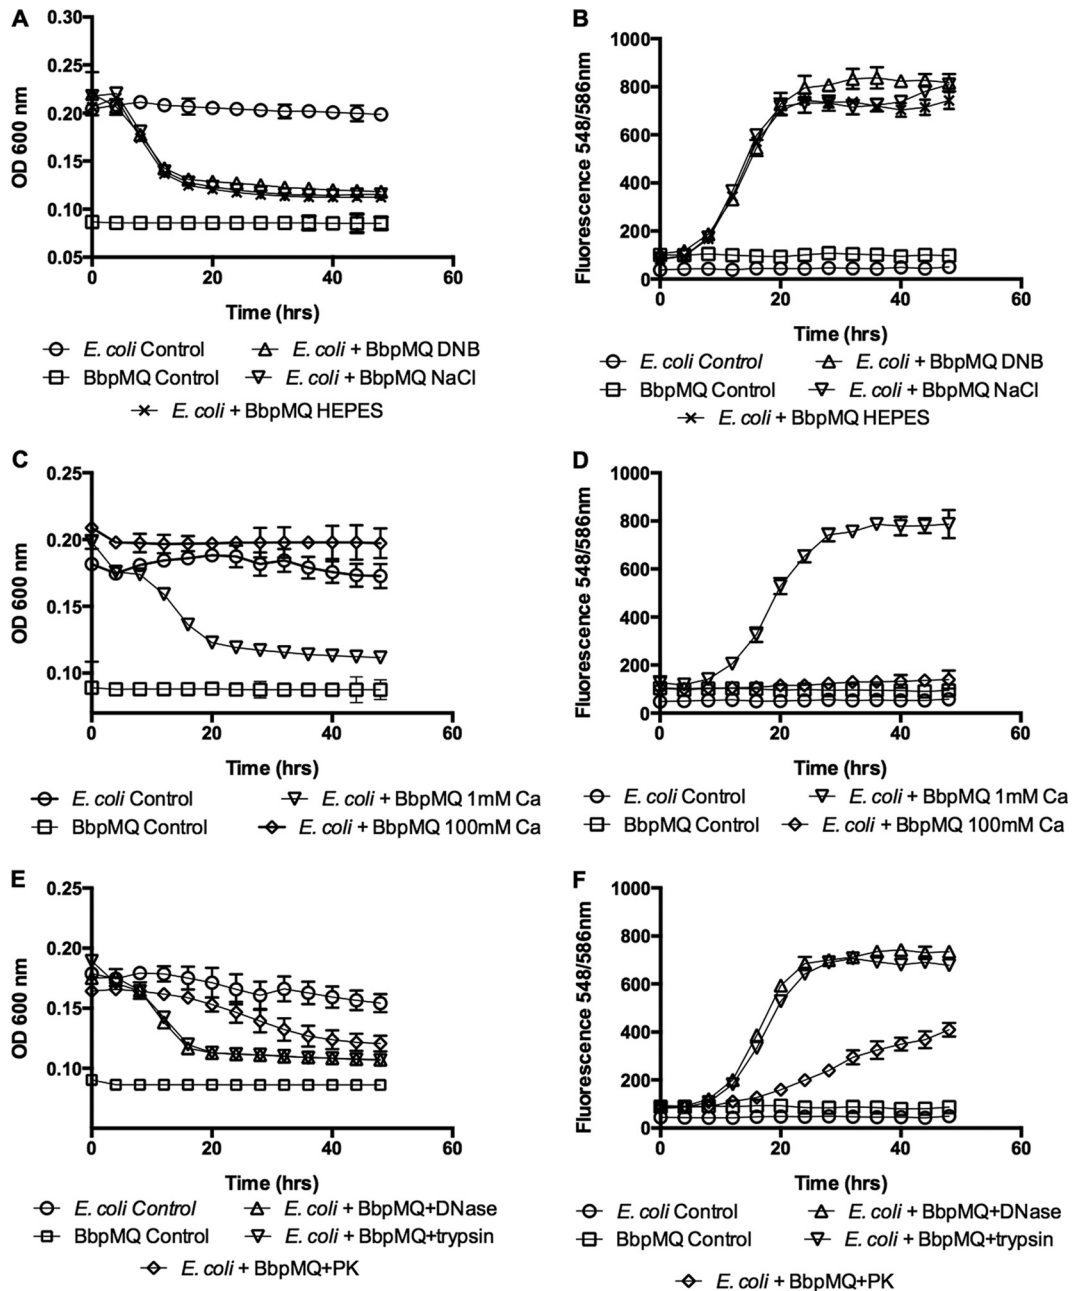 A
OD 600 nm
0.30
0.25
0.20
0.15
0.10
0.05
0 20 40 60
Time (hrs)
E. coli Control
E. coli + BbpMQ DNB
BbpMQ Control
E. coli + BbpMQ NaCl
E. coli + BbpMQ HEPES
B
Fluorescence 548/586nm
1000
800
600
400
200
0
0 20 40 60
Time (hrs)
E. coli Control
E. coli + BbpMQ DNB
BbpMQ Control
E. coli + BbpMQ NaCl
E. coli + BbpMQ HEPES
C
OD 600 nm
0.25
0.20
0.15
0.10
0 20 40 60
Time (hrs)
E. coli Control
E. coli + BbpMQ 1mM Ca
BbpMQ Control
E. coli + BbpMQ 100mM Ca
D
Fluorescence 548/586nm
1000
800
600
400
200
0
0 20 40 60
Time (hrs)
E. coli Control
E. coli + BbpMQ 1mM Ca
BbpMQ Control
E. coli + BbpMQ 100mM Ca
E
OD 600 nm
0.25
0.20
0.15
0.10
0 20 40 60
Time (hrs)
E. coli Control
E. coli + BbpMQ+DNase
BbpMQ Control
E. coli + BbpMQ+trypsin
E. coli + BbpMQ+PK
F
Fluorescence 548/586nm
1000
800
600
400
200
0
0 20 40 60
Time (hrs)
E. coli Control
E. coli + BbpMQ+DNase
BbpMQ Control
E. coli + BbpMQ+trypsin
E. coli + BbpMQ+PK